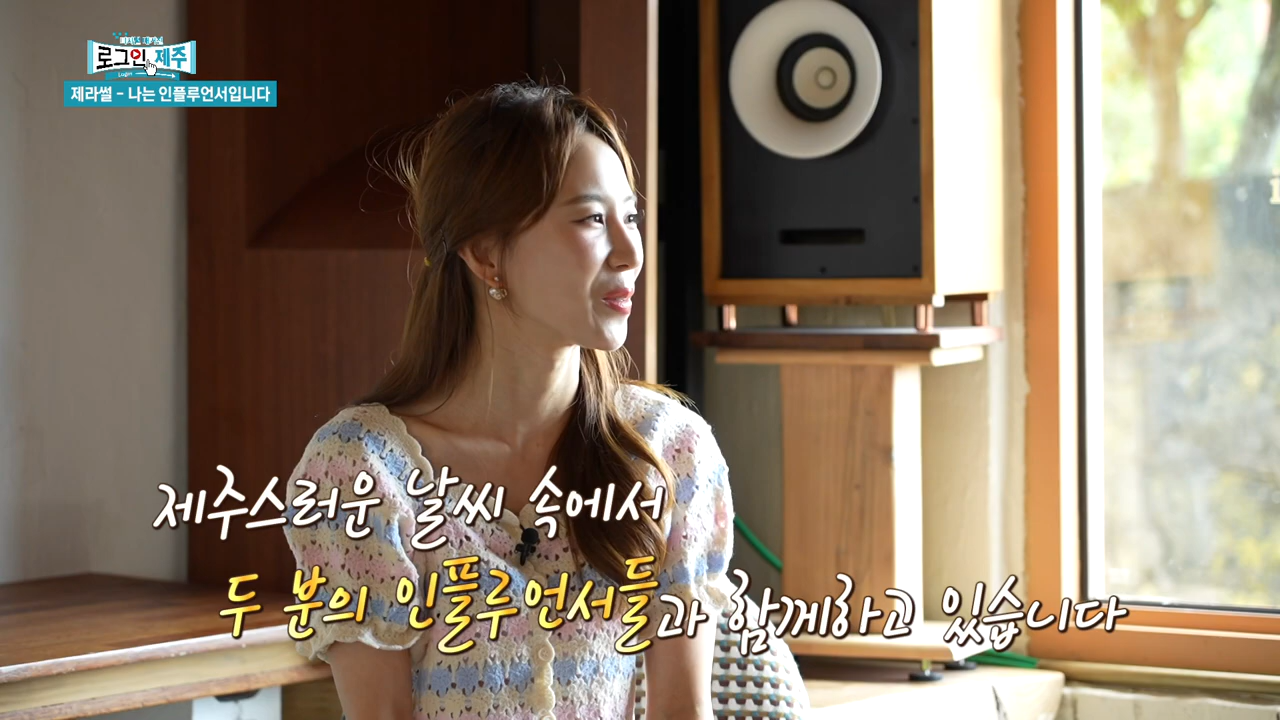 로그인 제주
Login
제라썰 - 나는 인플루언서입니다
제주스러운 날씨 속에서
두 분의 인플루언서들과 함께하고 있습니다